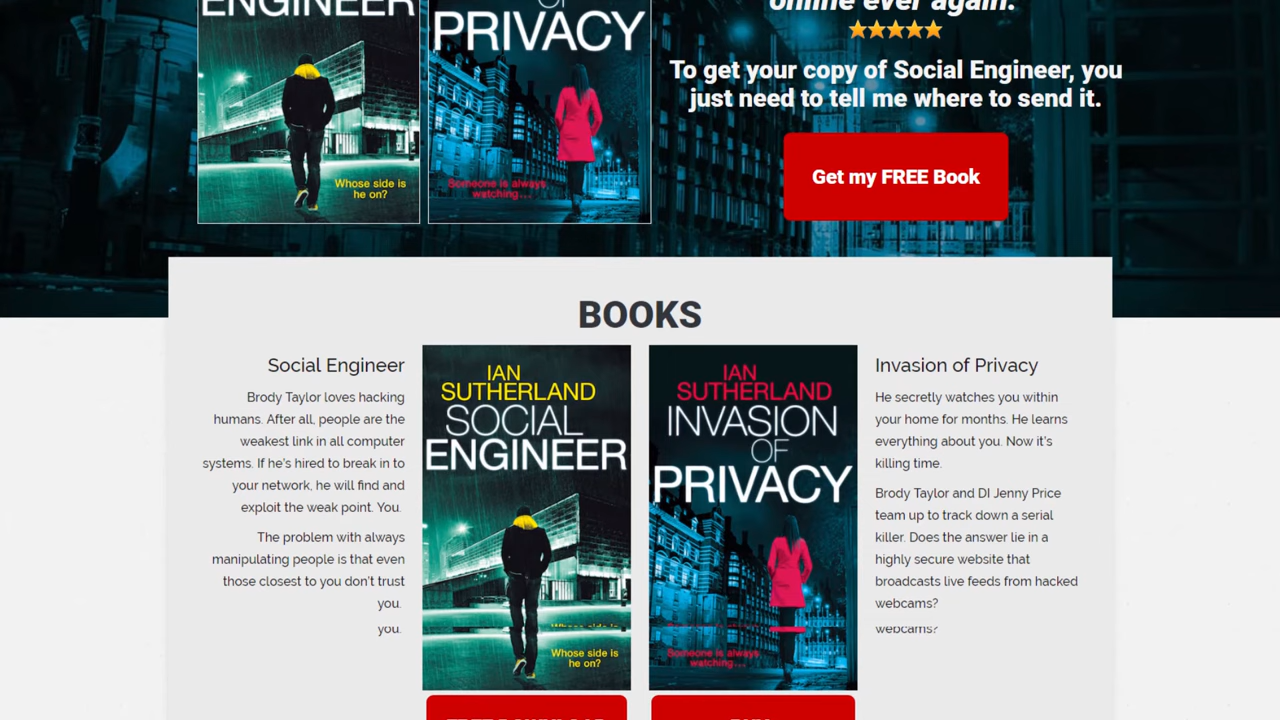 ENGINEER
OF
PRIVACY
Whose side is
he on?
Someone is always
watching...
online ever again.
To get your copy of Social Engineer, you
just need to tell me where to send it.
Get my FREE Book
BOOKS
Social Engineer
Brody Taylor loves hacking
humans. After all, people are the
weakest link in all computer
systems. If he's hired to break in to
your network, he will find and
exploit the weak point. You.
The problem with always
manipulating people is that even
those closest to you don't trust
you.
you.
IAN
SUTHERLAND
SOCIAL
ENGINEER
Whose side is
Whose side is
he on?
IAN
SUTHERLAND
INVASION
OF
PRIVACY
Someone is always
watching...
Invasion of Privacy
He secretly watches you within
your home for months. He learns
everything about you. Now it's
killing time.
Brody Taylor and DI Jenny Price
team up to track down a serial
killer. Does the answer lie in a
highly secure website that
broadcasts live feeds from hacked
webcams?
webcams?